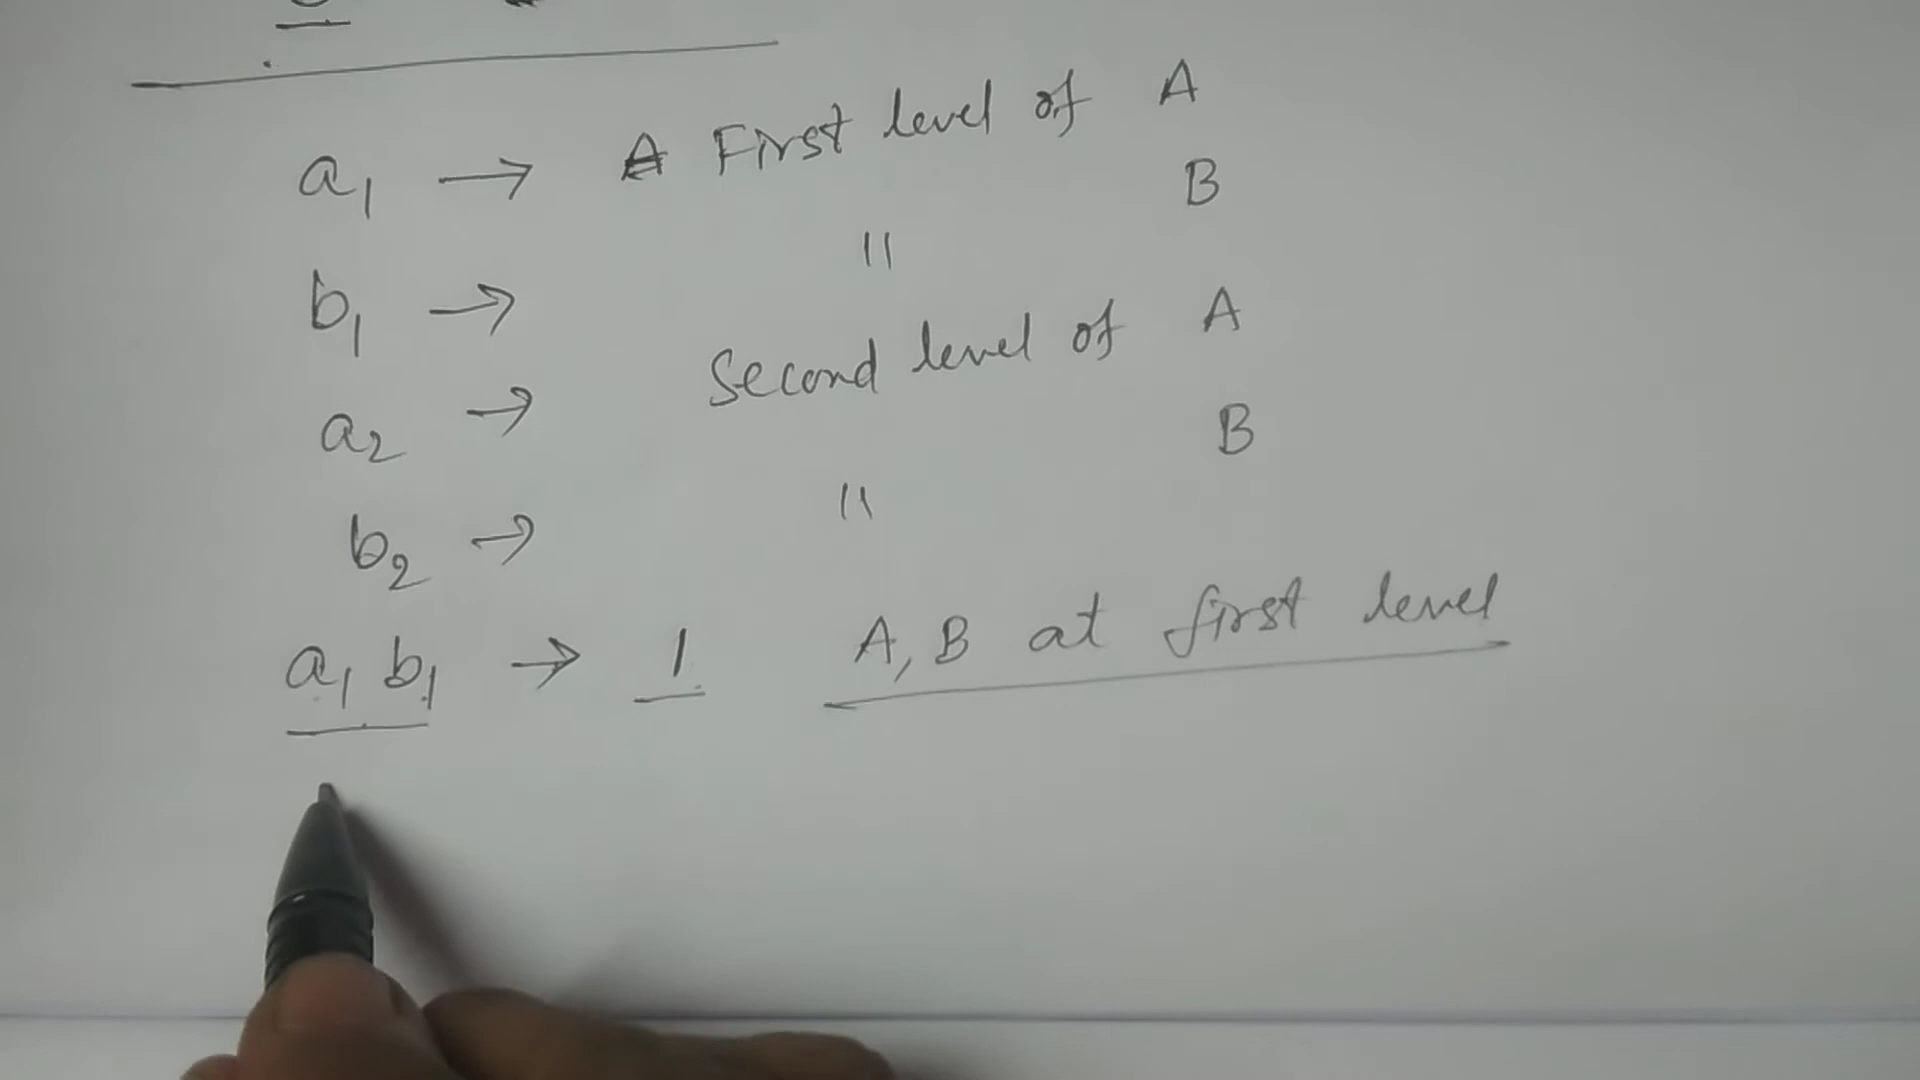 a1 → First level of A
b1 → " B
a2 → Second level of A
b2 → " B
a1 b1 → 1 A, B at first level